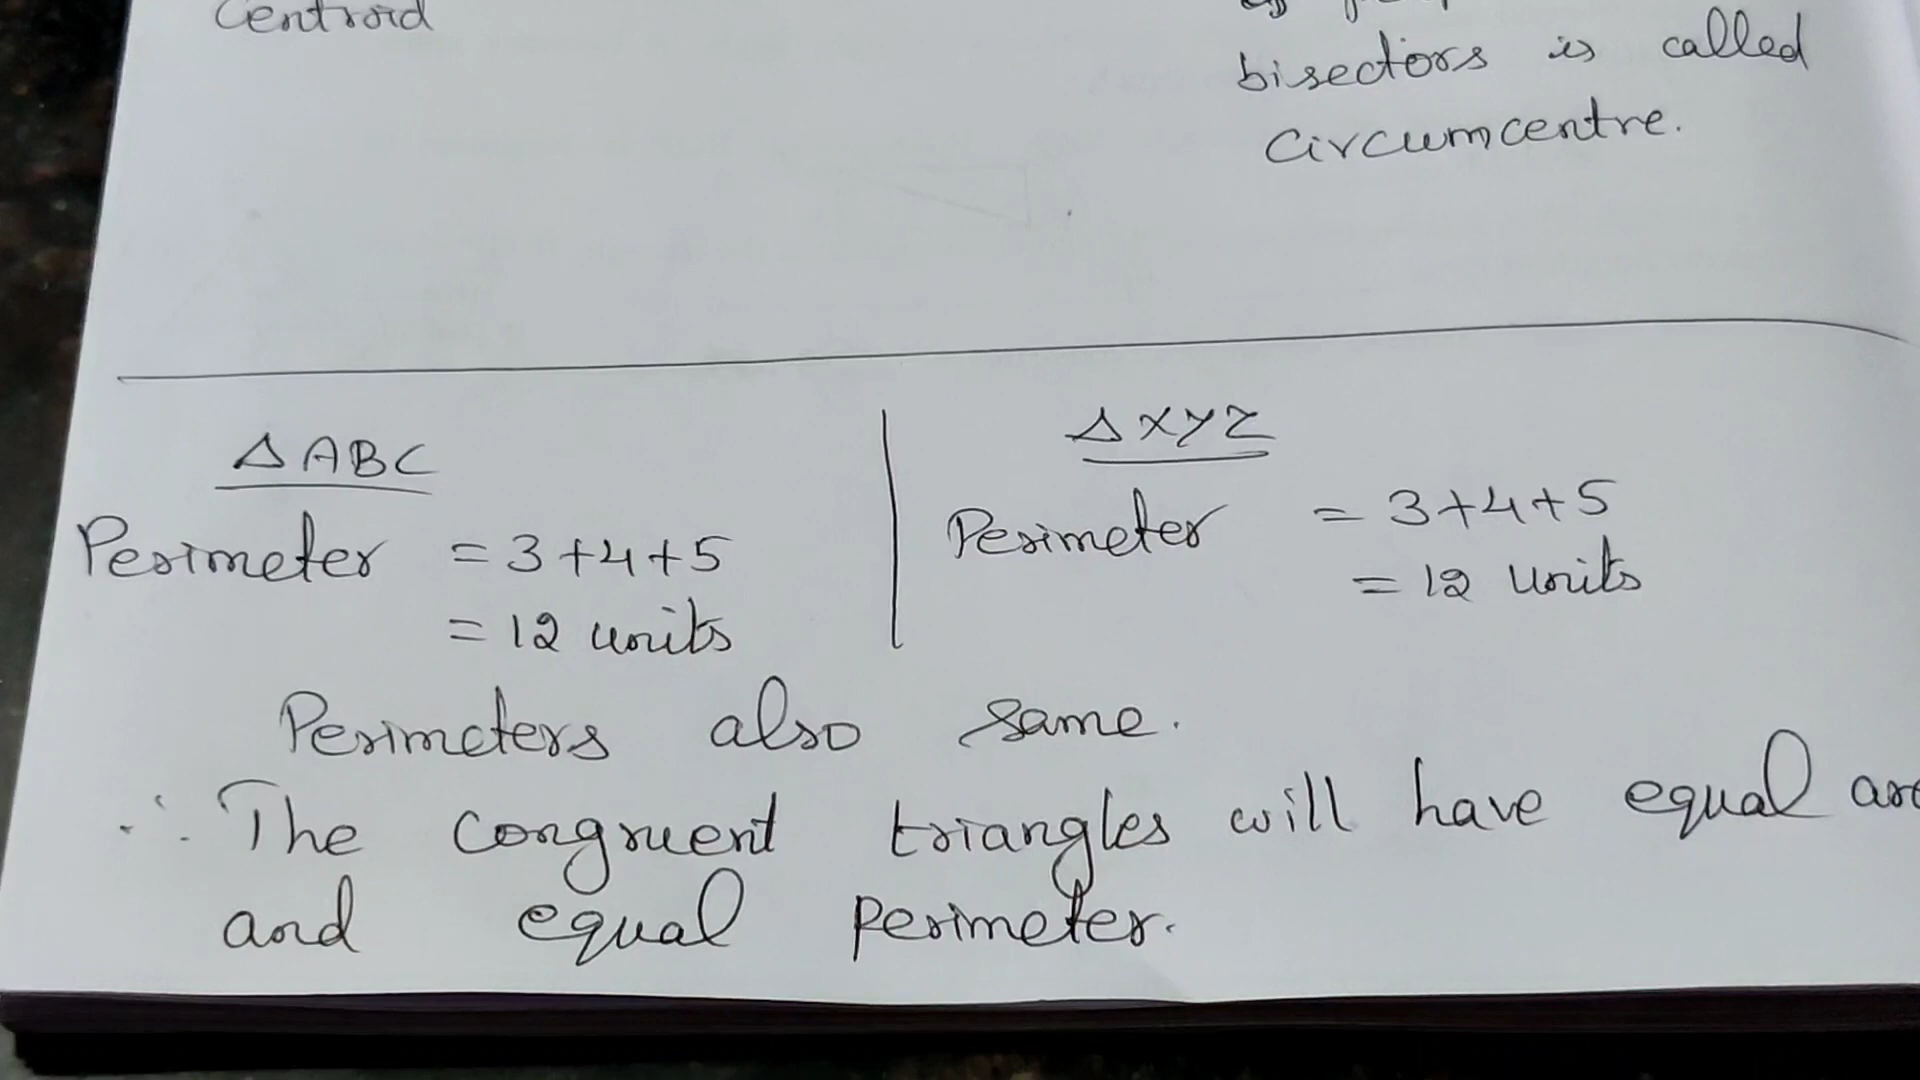 Centroid
bisectors is called
Circumcentre.
△ABC
Perimeter = 3+4+5
= 12 units
△XYZ
Perimeter = 3+4+5
= 12 units
Perimeters also same.
∴ The congruent triangles will have equal
and equal perimeter.